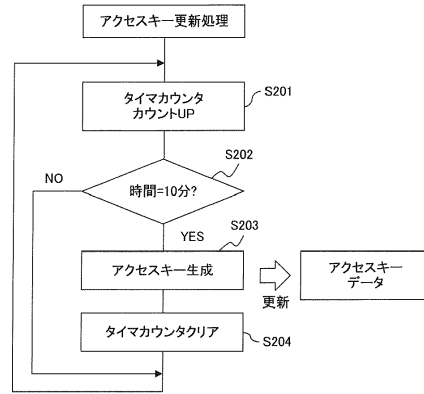 アクセスキー更新処理
タイマカウンタ
カウントUP
S201
S202
NO
時間=10分?
YES
S203
アクセスキー生成
更新
アクセスキー
データ
タイマカウンタクリア
S204